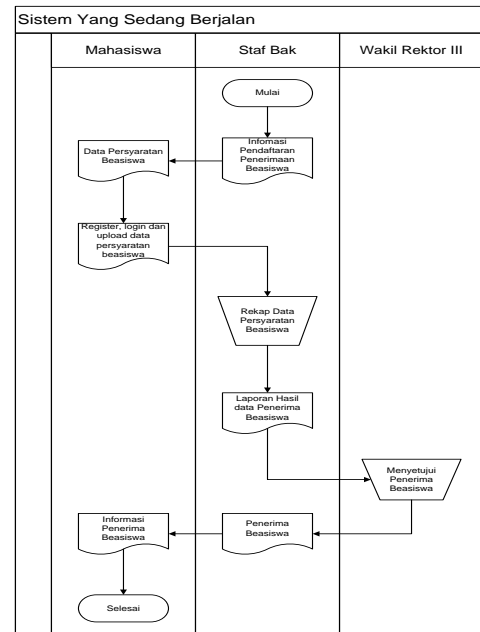 Sistem Yang Sedang Berjalan
Mahasiswa
Staf Bak
Wakil Rektor III
Mulai
Infomasi
Pendaftaran
Penerimaan
Beasiswa
Data Persyaratan
Beasiswa
Register, login dan
upload data
persyaratan
beasiswa
Rekap Data
Persyaratan
Beasiswa
Laporan Hasil
data Penerima
Beasiswa
Menyetujui
Penerima
Beasiswa
Penerima
Beasiswa
Informasi
Penerima
Beasiswa
Selesai